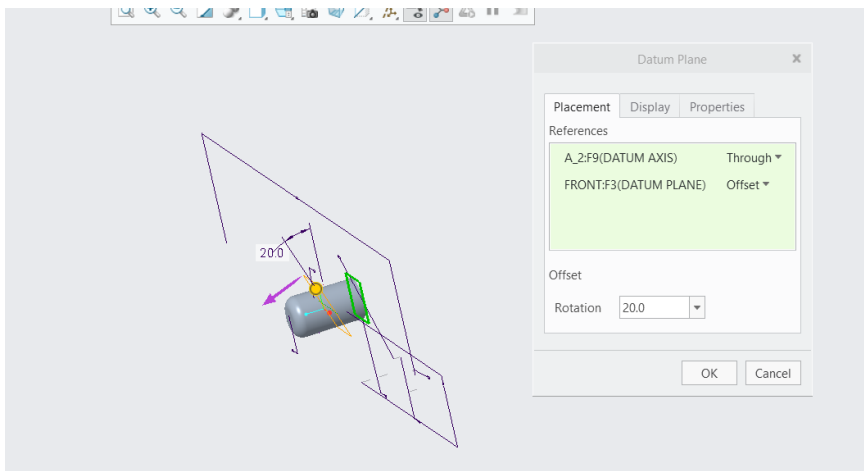 Datum Plane
Placement Display Properties
References
A_2:F9(DATUM AXIS) Through
FRONT:F3(DATUM PLANE) Offset
20.0
Offset
Rotation 20.0
OK Cancel